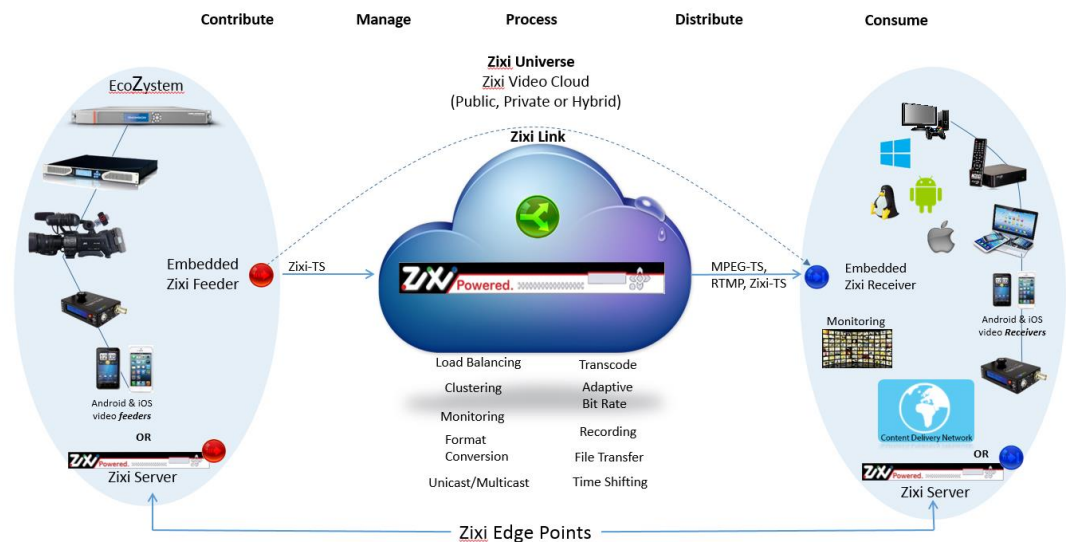 Contribute Manage Process Distribute Consume
Zixi Universe
Zixi Video Cloud
(Public, Private or Hybrid)
Zixi Link
EcoZystem
Embedded
Zixi Feeder
Zixi-TS
ZIXI
Powered.
MPEG-TS,
RTMP, Zixi-TS
Embedded
Zixi Receiver
Monitoring
Android & iOS
video Receivers
Android & iOS
video feeders
OR
ZIXI
Powered.
Zixi Server
Load Balancing
Clustering
Monitoring
Format
Conversion
Unicast/Multicast
Transcode
Adaptive
Bit Rate
Recording
File Transfer
Time Shifting
Content Delivery Network
OR
ZIXI
Powered.
Zixi Server
Zixi Edge Points